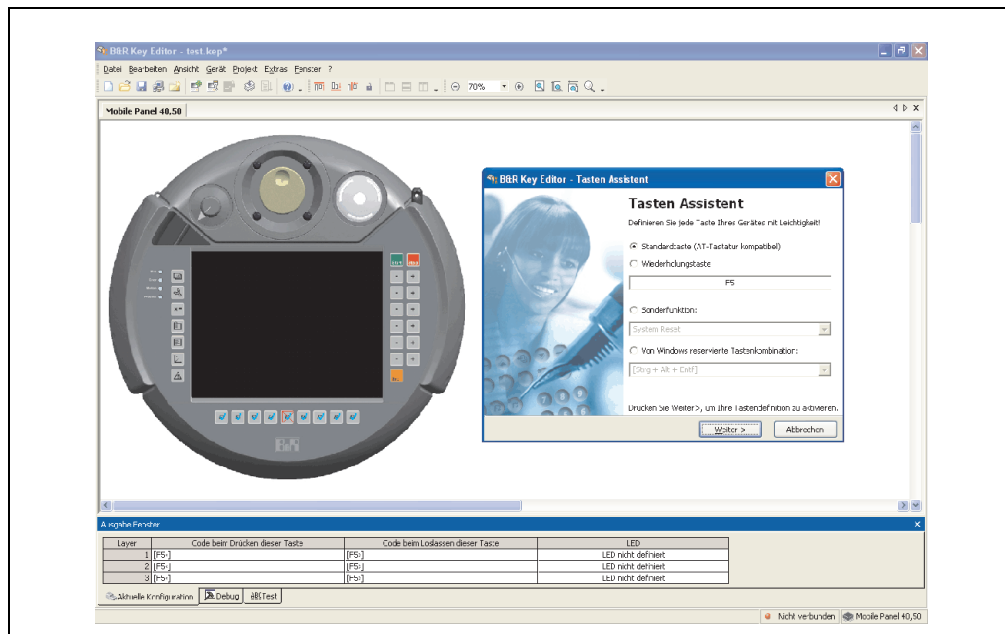 B&R Key Editor - test.kep*
Datei Bearbeiten Ansicht Gerät Projekt Extras Fenster ?
70%
Mobile Panel 40,50
B&R Key Editor - Tasten Assistent
Tasten Assistent
Definieren Sie jede Taste Ihres Gerätes mit Leichtigkeit!
Standardtaste (AT-Tastatur kompatibel)
Wiederholungstaste
F5
Sonderfunktion:
System Reset
Von Windows reservierte Tastenkombination:
[Strg + Alt + Entf]
Drücken Sie Weiter>, um Ihre Tastendefinition zu aktivieren.
Weiter >
Abbrechen
Ausgabe Fenster
Layer Code beim Drücken dieser Taste Code beim Loslassen dieser Taste LED
1 [F5↓] [F5↑] LED nicht definiert
2 [F5↓] [F5↑] LED nicht definiert
3 [F5↓] [F5↑] LED nicht definiert
Aktuelle Konfiguration Debug Test
Nicht verbunden Mobile Panel 40,50